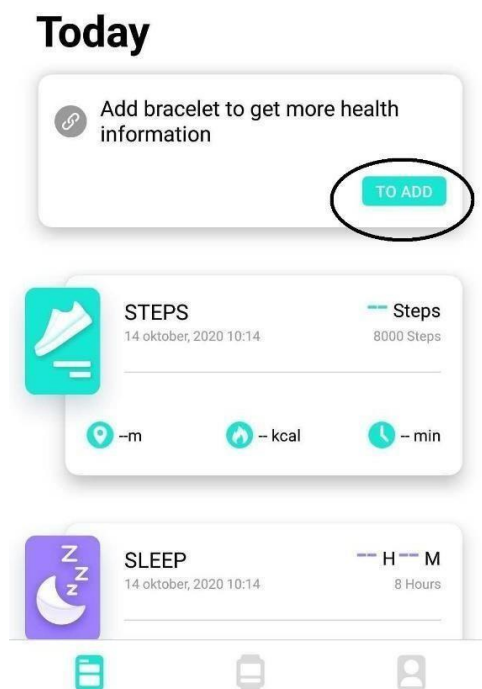 Today
Add bracelet to get more health
information
TO ADD
STEPS
-- Steps
14 oktober, 2020 10:14
8000 Steps
--m
-- kcal
-- min
Z
Z
Z
SLEEP
-- H -- M
14 oktober, 2020 10:14
8 Hours